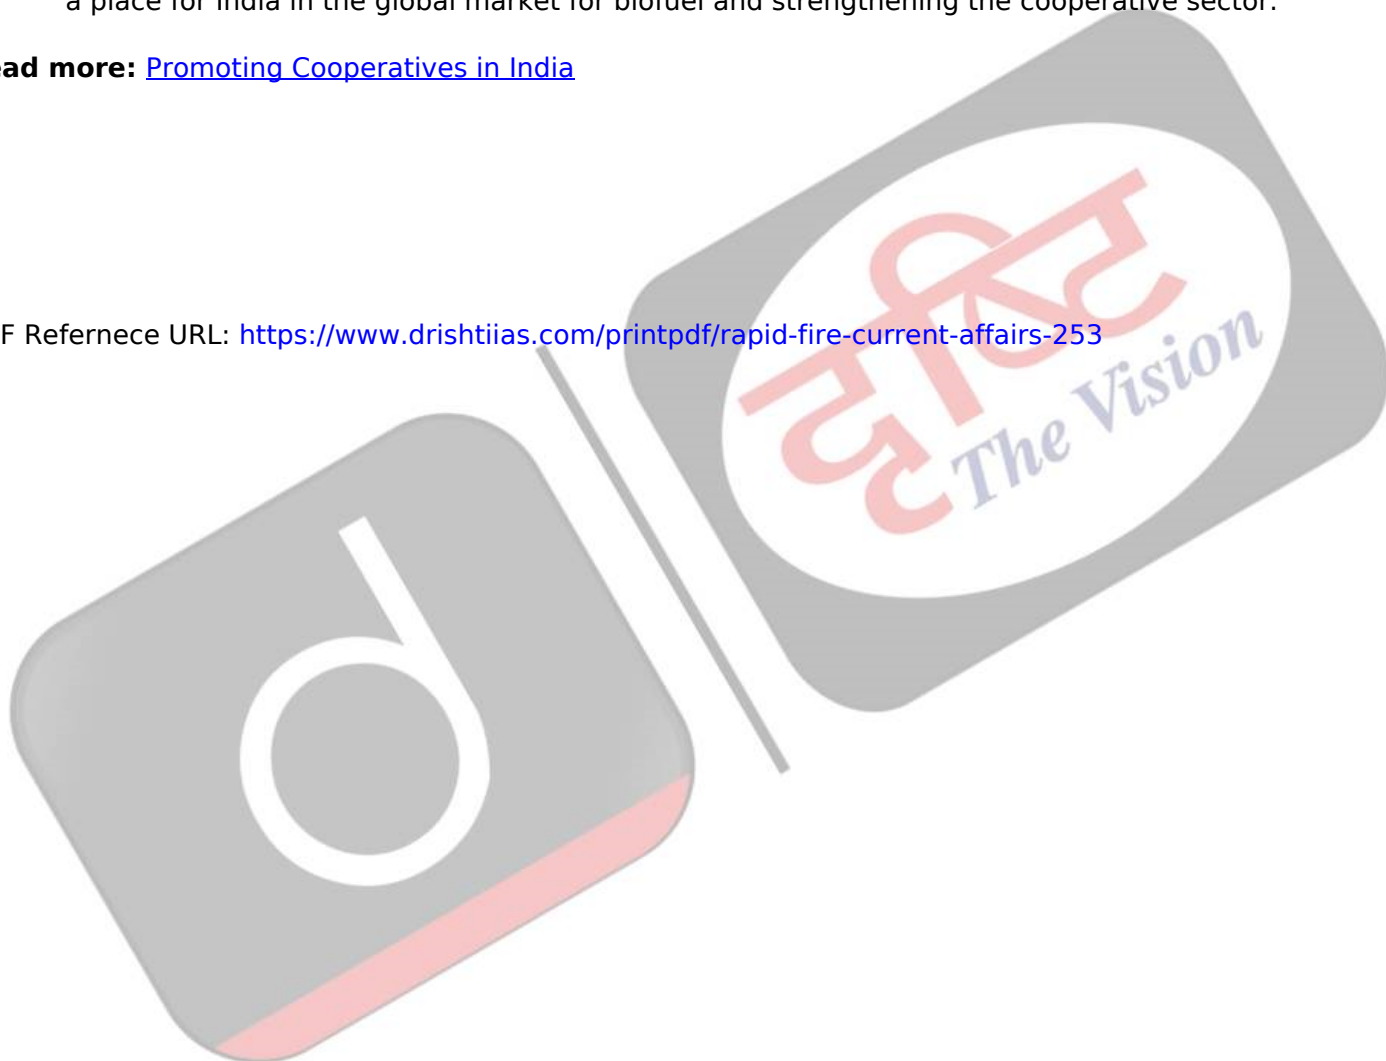 a place for India in the global market for biofuel and strengthening the cooperative sector.
ead more: Promoting Cooperatives in India
F Refernece URL: https://www.drishtiias.com/printpdf/rapid-fire-current-affairs-253
दृष्टि
The Vision
d